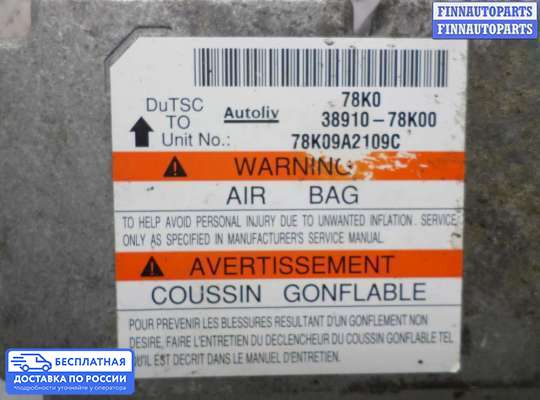 FINNAUTOPARTS
FINNAUTOPARTS
DuTSC
TO
Unit No.:
Autoliv
78K0
38910-78K00
78K09A2109C
WARNING
AIR BAG
TO HELP AVOID PERSONAL INJURY DUE TO UNWANTED INFLATION. SERVICE
ONLY AS SPECIFIED IN MANUFACTURER'S SERVICE MANUAL.
AVERTISSEMENT
COUSSIN GONFLABLE
POUR PREVENIR LES BLESSURES RESULTANT D'UN GONFLEMENT NON
DESIRE, FAIRE L'ENTRETIEN DU DECLENCHEUR DU COUSSIN GONFLABLE TEL
QU'IL EST DECRIT DANS LE MANUEL D'ENTRETIEN.
БЕСПЛАТНАЯ
ДОСТАВКА ПО РОССИИ
подробности уточняйте у оператора